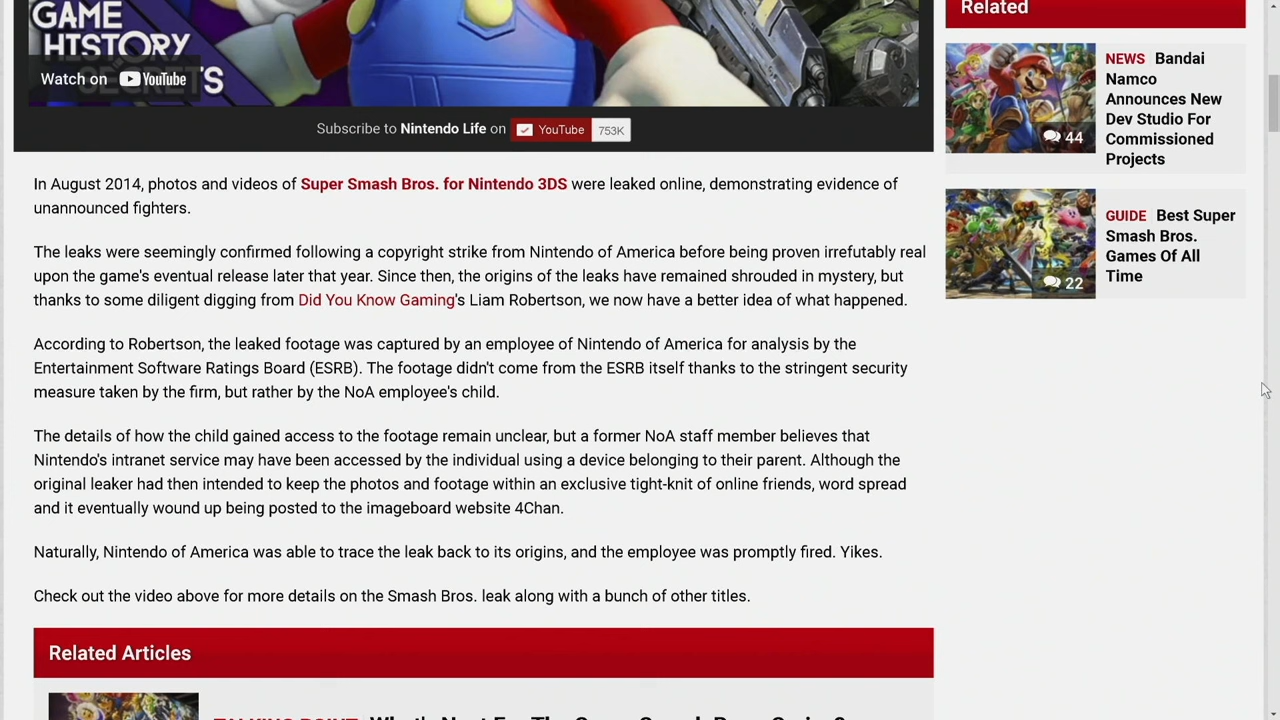 GAME
HISTORY
SECRETS
Watch on YouTube
Subscribe to Nintendo Life on YouTube 753K
In August 2014, photos and videos of Super Smash Bros. for Nintendo 3DS were leaked online, demonstrating evidence of
unannounced fighters.
The leaks were seemingly confirmed following a copyright strike from Nintendo of America before being proven irrefutably real
upon the game's eventual release later that year. Since then, the origins of the leaks have remained shrouded in mystery, but
thanks to some diligent digging from Did You Know Gaming's Liam Robertson, we now have a better idea of what happened.
According to Robertson, the leaked footage was captured by an employee of Nintendo of America for analysis by the
Entertainment Software Ratings Board (ESRB). The footage didn't come from the ESRB itself thanks to the stringent security
measure taken by the firm, but rather by the NoA employee's child.
The details of how the child gained access to the footage remain unclear, but a former NoA staff member believes that
Nintendo's intranet service may have been accessed by the individual using a device belonging to their parent. Although the
original leaker had then intended to keep the photos and footage within an exclusive tight-knit of online friends, word spread
and it eventually wound up being posted to the imageboard website 4Chan.
Naturally, Nintendo of America was able to trace the leak back to its origins, and the employee was promptly fired. Yikes.
Check out the video above for more details on the Smash Bros. leak along with a bunch of other titles.
Related Articles
TALKING POINT What's Next For The Super Smash Bros. Series?
Related
NEWS Bandai
Namco
Announces New
Dev Studio For
Commissioned
Projects
44
GUIDE Best Super
Smash Bros.
Games Of All
Time
22